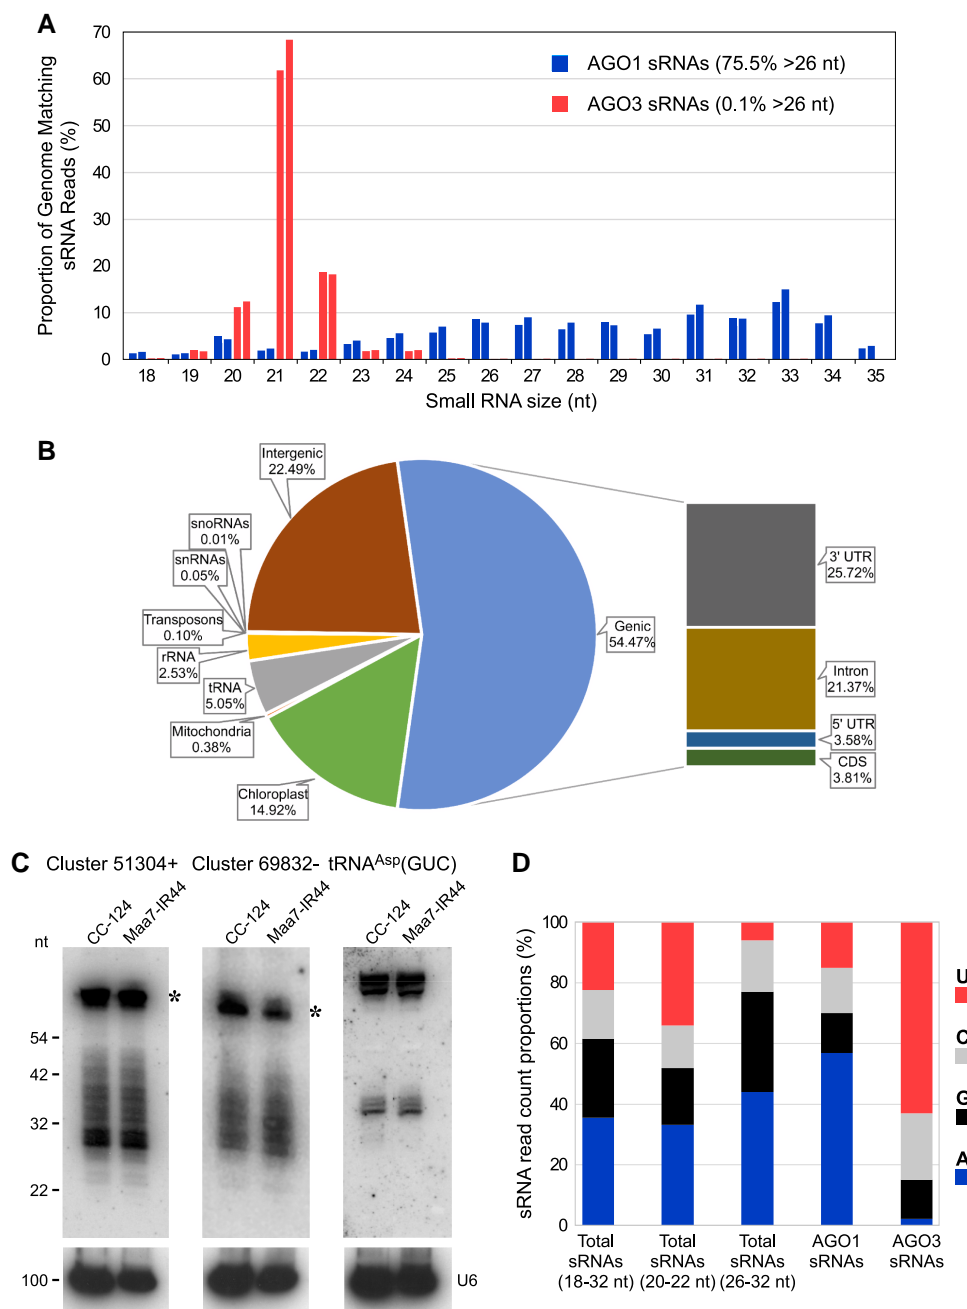 A
70
60
50
40
30
20
10
0
Proportion of Genome Matching
sRNA Reads (%)
AGO1 sRNAs (75.5% >26 nt)
AGO3 sRNAs (0.1% >26 nt)
18 19 20 21 22 23 24 25 26 27 28 29 30 31 32 33 34 35
Small RNA size (nt)
B
Intergenic
22.49%
snoRNAs
0.01%
snRNAs
0.05%
Transposons
0.10%
rRNA
2.53%
tRNA
5.05%
Mitochondria
0.38%
Chloroplast
14.92%
Genic
54.47%
3' UTR
25.72%
Intron
21.37%
5' UTR
3.58%
CDS
3.81%
C
Cluster 51304+ Cluster 69832- tRNAAsp(GUC)
CC-124 Maa7-IR44 CC-124 Maa7-IR44 CC-124 Maa7-IR44
nt
*
*
54
42
32
22
100
U6
D
sRNA read count proportions (%)
100
80
60
40
20
0
Total
sRNAs
(18-32 nt)
Total
sRNAs
(20-22 nt)
Total
sRNAs
(26-32 nt)
AGO1
sRNAs
AGO3
sRNAs
U
C
G
A